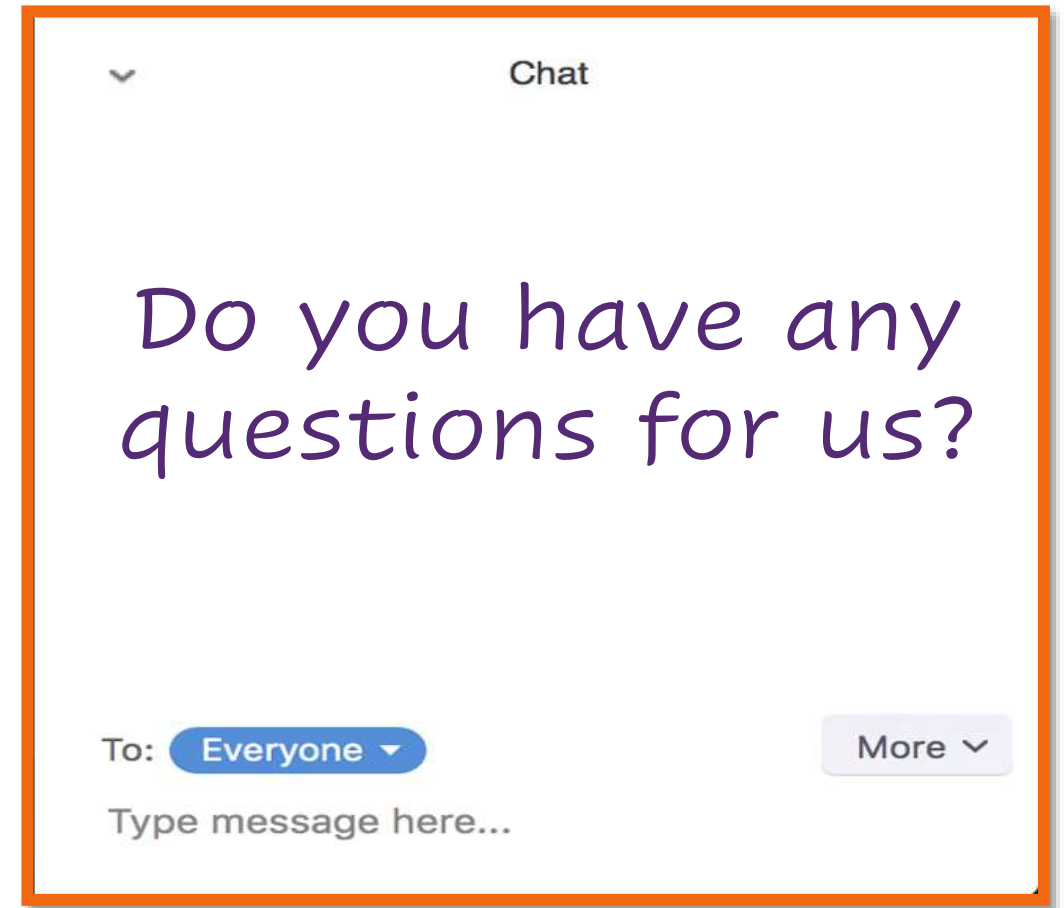 Chat
Do you have any
questions for us?
To: Everyone
More
Type message here...